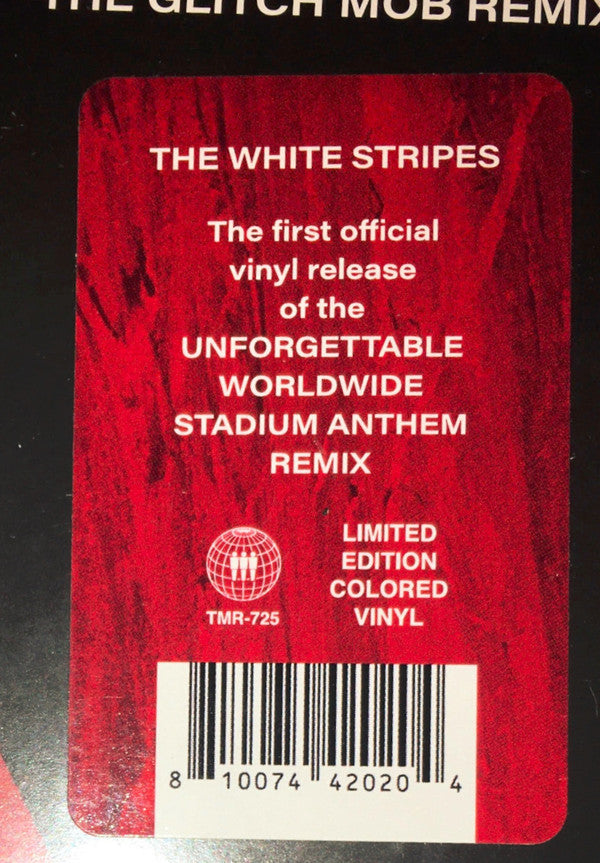 THE GLITCH MOB REMIX
THE WHITE STRIPES
The first official
vinyl release
of the
UNFORGETTABLE
WORLDWIDE
STADIUM ANTHEM
REMIX
LIMITED
EDITION
COLORED
VINYL
TMR-725
8 10074 42020 4